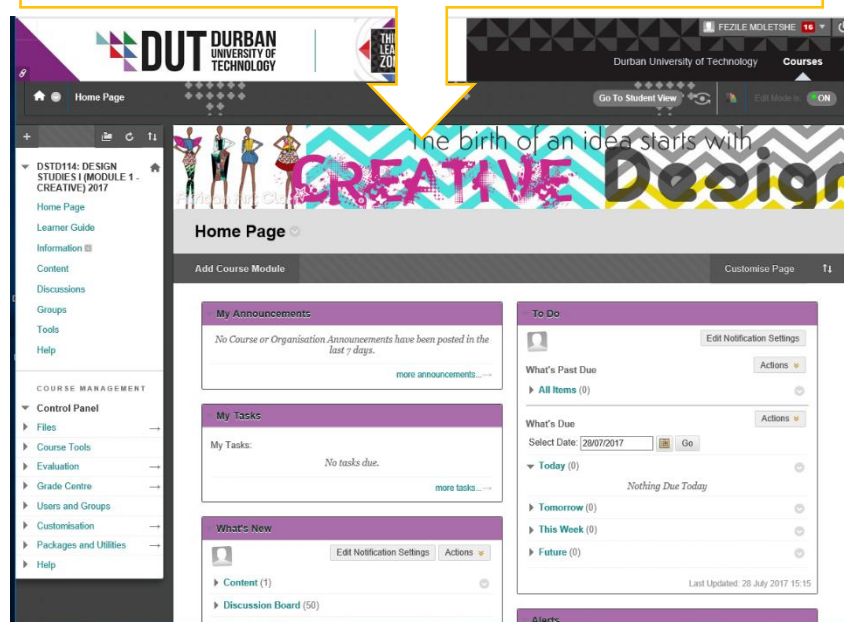 DUT DURBAN
UNIVERSITY OF
TECHNOLOGY
FEZILE MDLETSHE 16
Durban University of Technology Courses
Home Page
Go To Student View
Edit Mode is: ON
DSTD114: DESIGN
STUDIES I (MODULE 1 -
CREATIVE) 2017
Home Page
Learner Guide
Information
Content
Discussions
Groups
Tools
Help
COURSE MANAGEMENT
Control Panel
Files
Course Tools
Evaluation
Grade Centre
Users and Groups
Customisation
Packages and Utilities
Help
The birth of an idea starts with
CREATIVE Design
Home Page
Add Course Module
Customise Page
My Announcements
No Course or Organisation Announcements have been posted in the
last 7 days.
more announcements...
My Tasks
My Tasks:
No tasks due.
more tasks...
What's New
Edit Notification Settings Actions
Content (1)
Discussion Board (50)
To Do
Edit Notification Settings
What's Past Due
Actions
All Items (0)
What's Due
Actions
Select Date: 28/07/2017 Go
Today (0)
Nothing Due Today
Tomorrow (0)
This Week (0)
Future (0)
Last Updated: 28 July 2017 15:15
Alerts